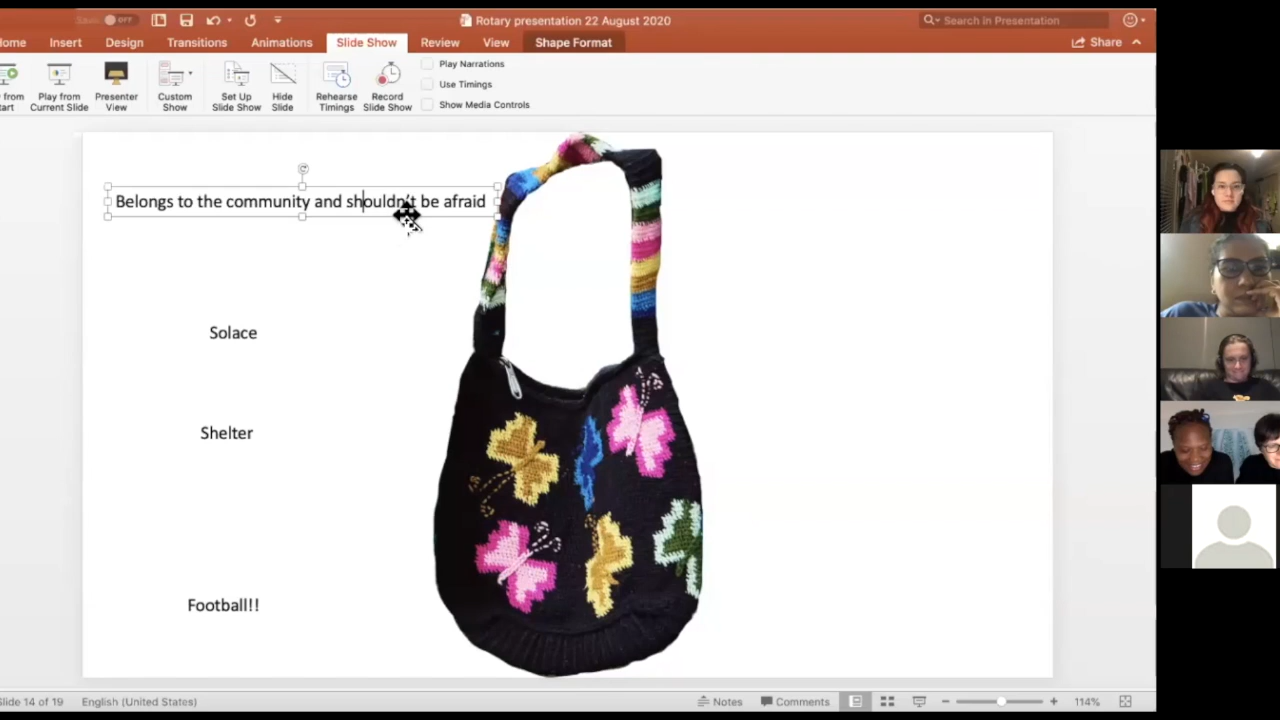 OFF
Rotary presentation 22 August 2020
Search in Presentation
Home Insert Design Transitions Animations Slide Show Review View Shape Format
Share
from
Play from
Current Slide
Presenter
View
Custom
Show
Set Up
Slide Show
Hide
Slide
Rehearse
Timings
Record
Slide Show
Play Narrations
Use Timings
Show Media Controls
Belongs to the community and shouldn't be afraid
Solace
Shelter
Football!!
Slide 14 of 19 English (United States)
Notes Comments 114%